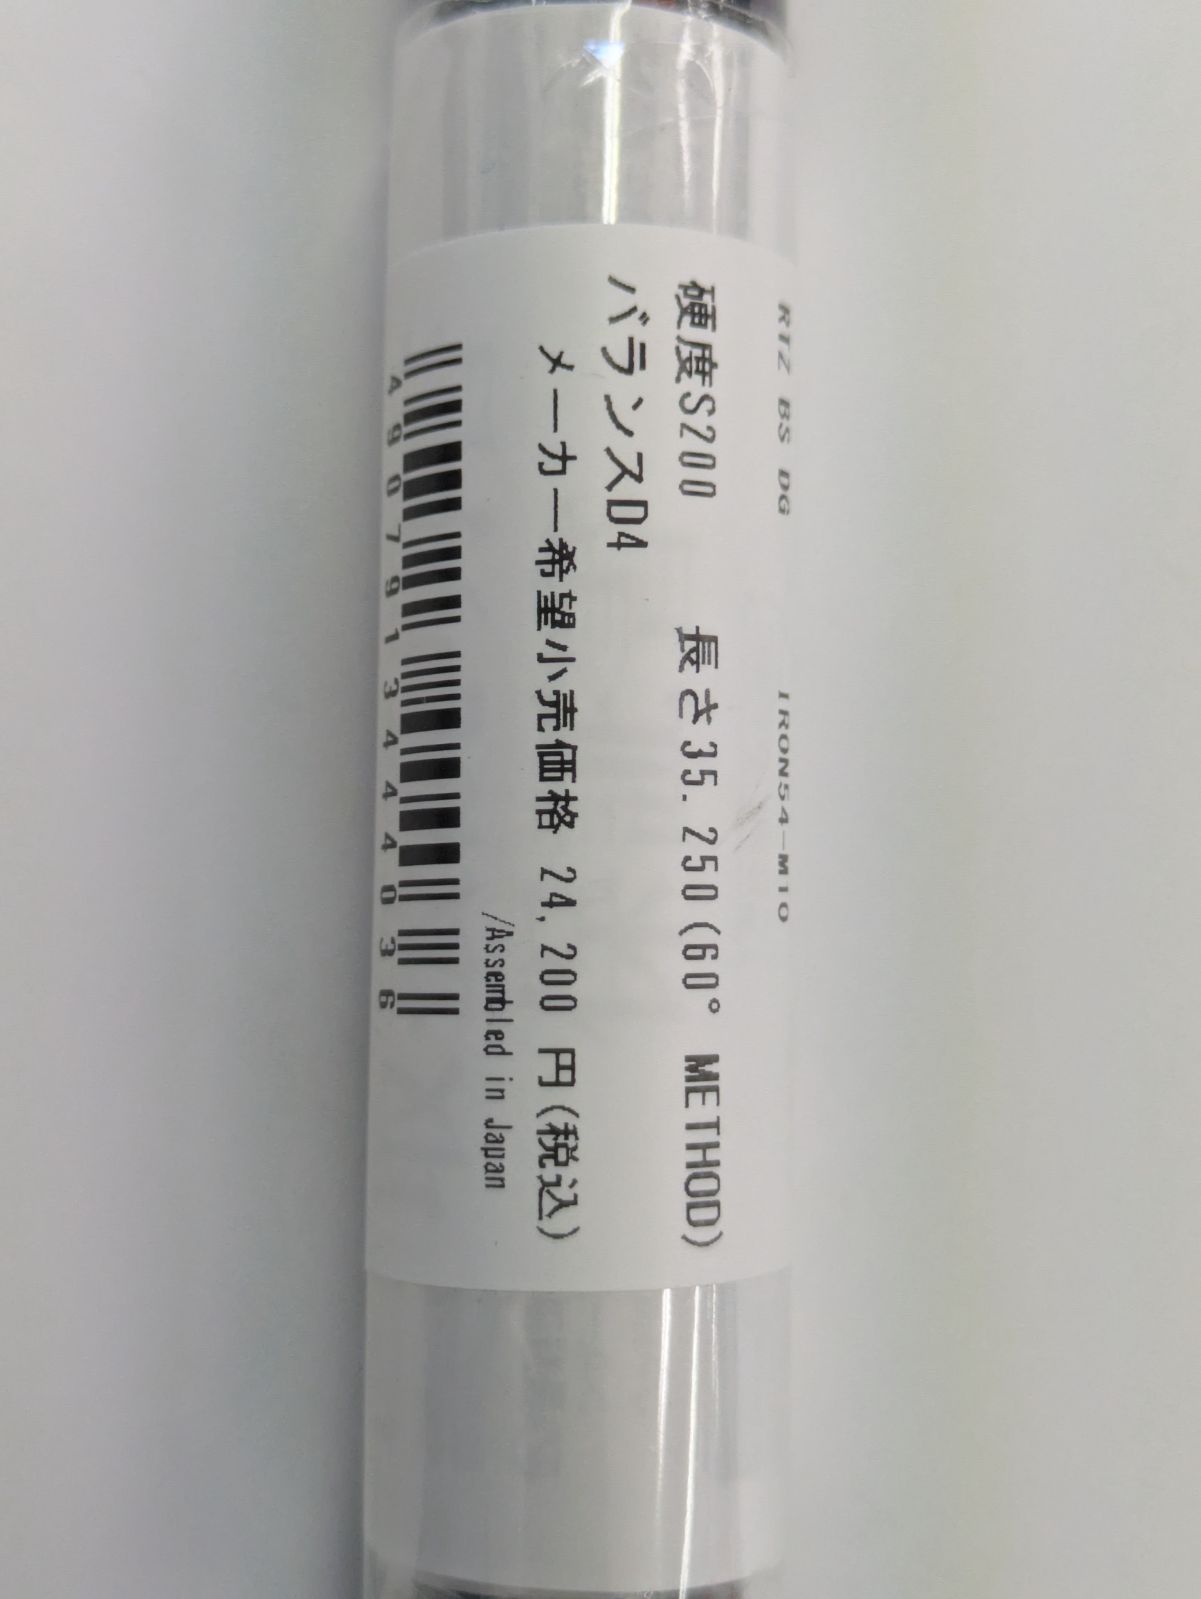 RTZ BS DG IRON54-M10
硬度S200 長さ35.250(60° METHOD)
バランスD4
メーカー希望小売価格 24,200 円(税込)
/Assembled in Japan
4907913444036